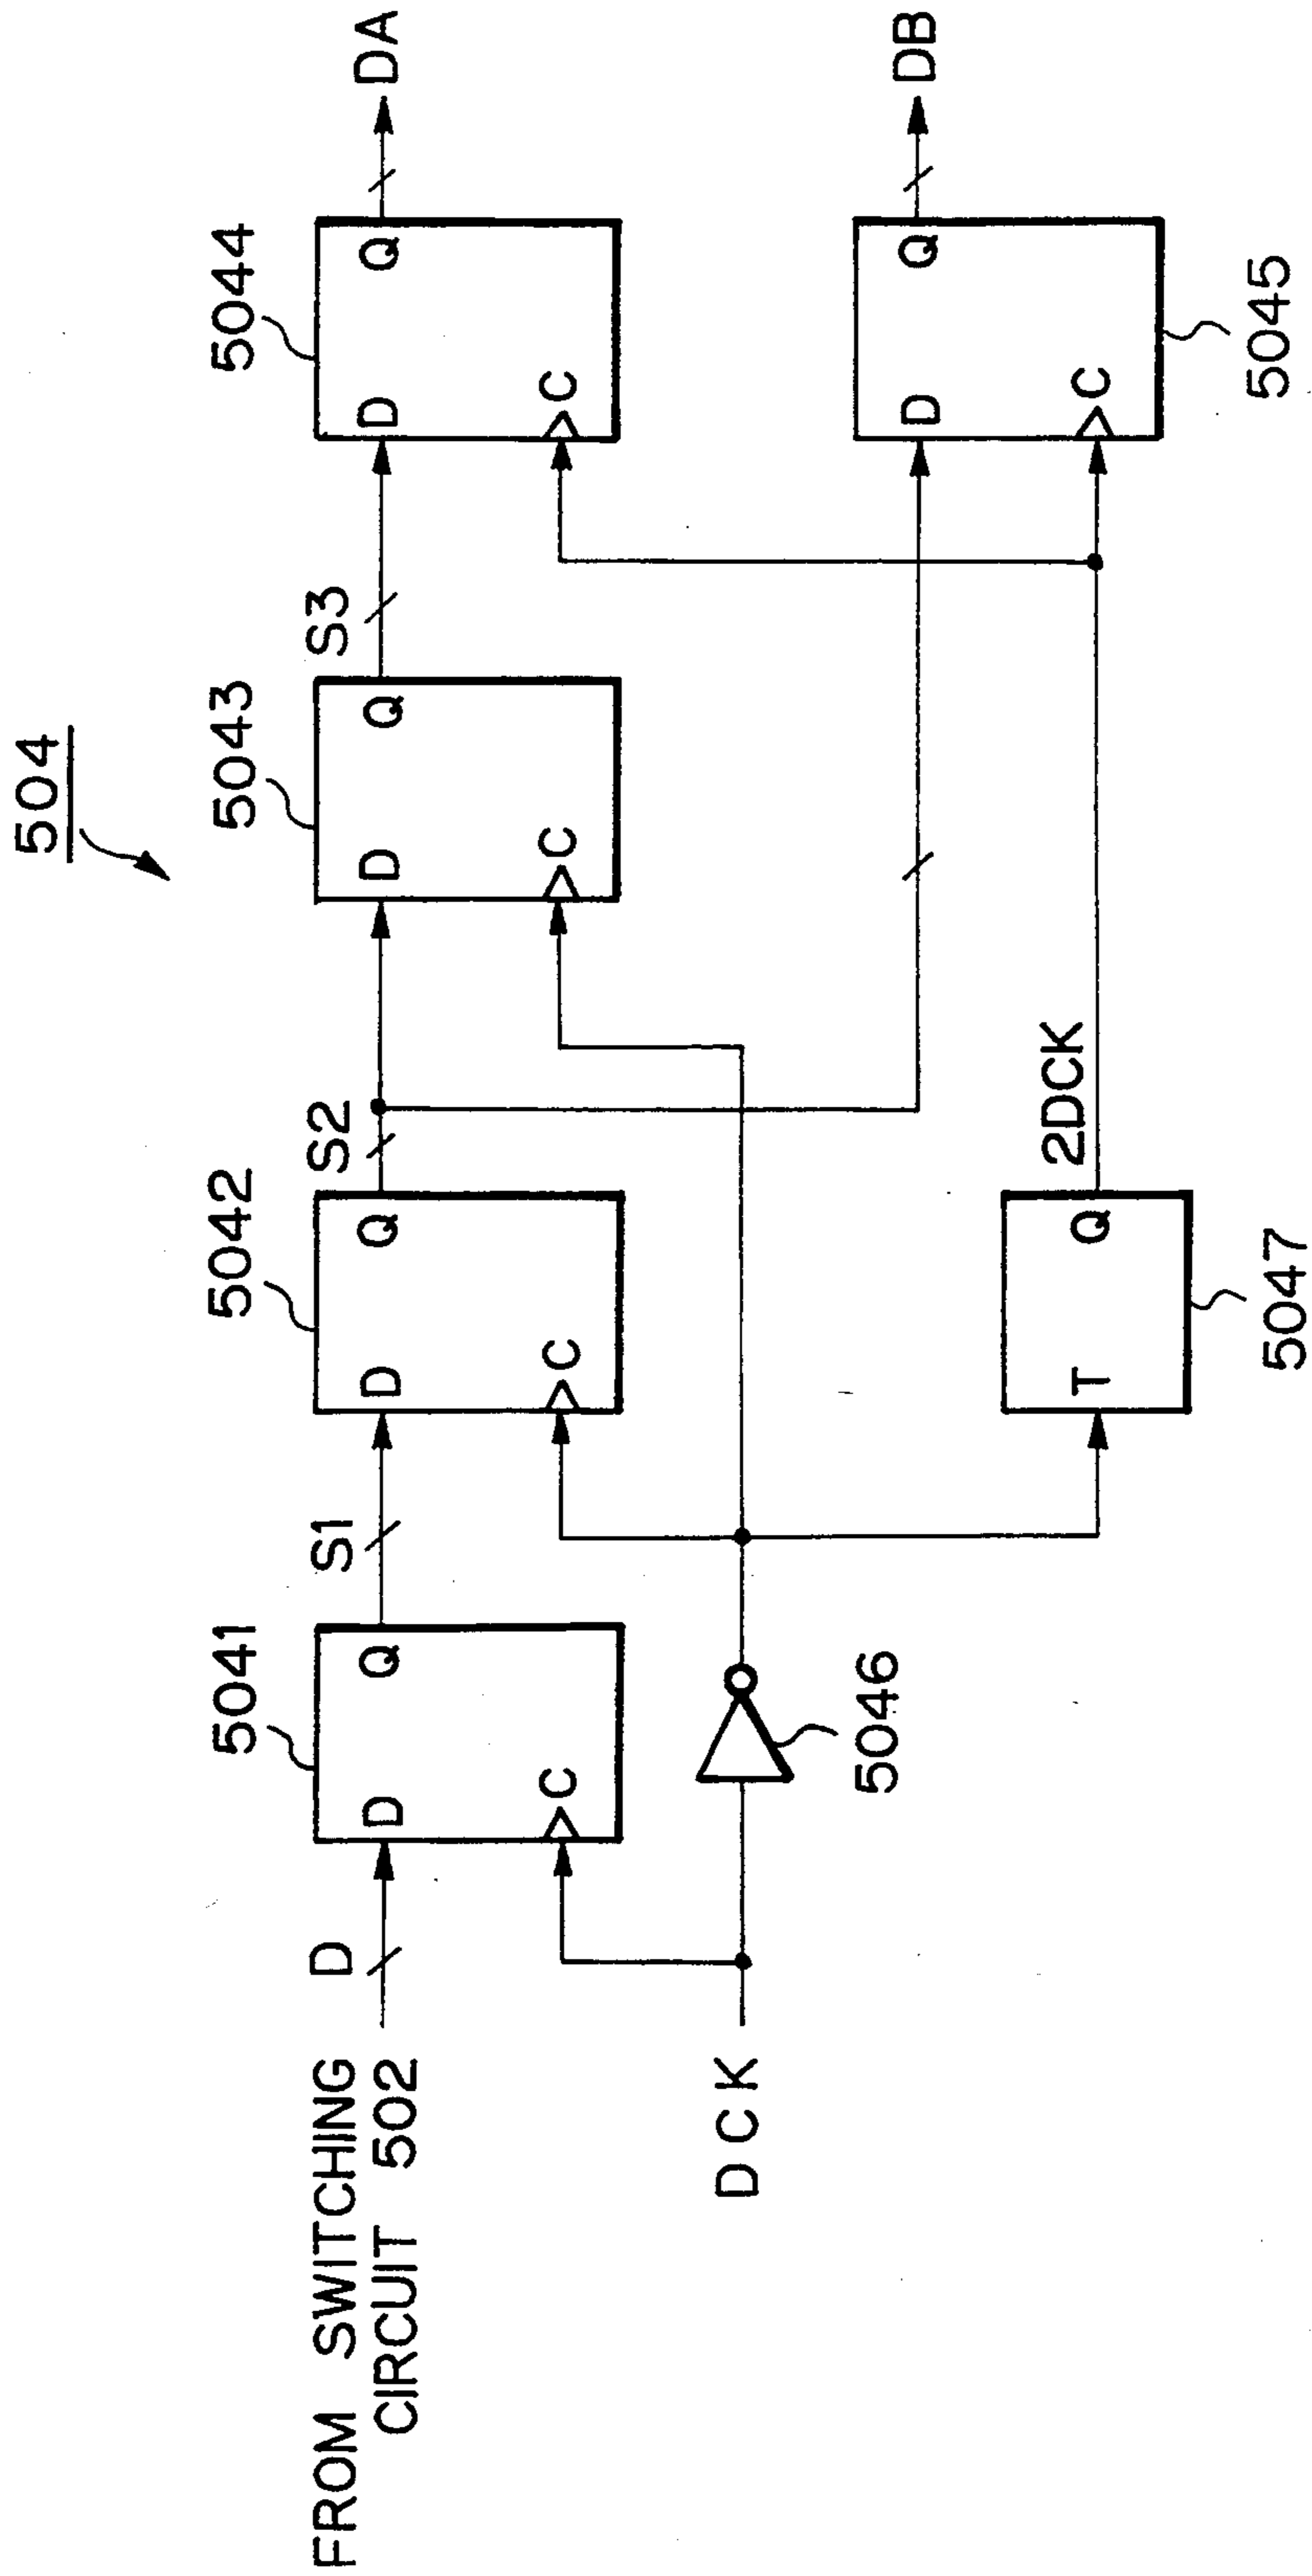 504
5041
5042
5043
5044
FROM SWITCHING
CIRCUIT 502
D
D
Q
C
S1
D
Q
C
S2
D
Q
C
S3
D
Q
C
DA
DCK
5046
T
Q
5047
2DCK
D
Q
C
DB
5045